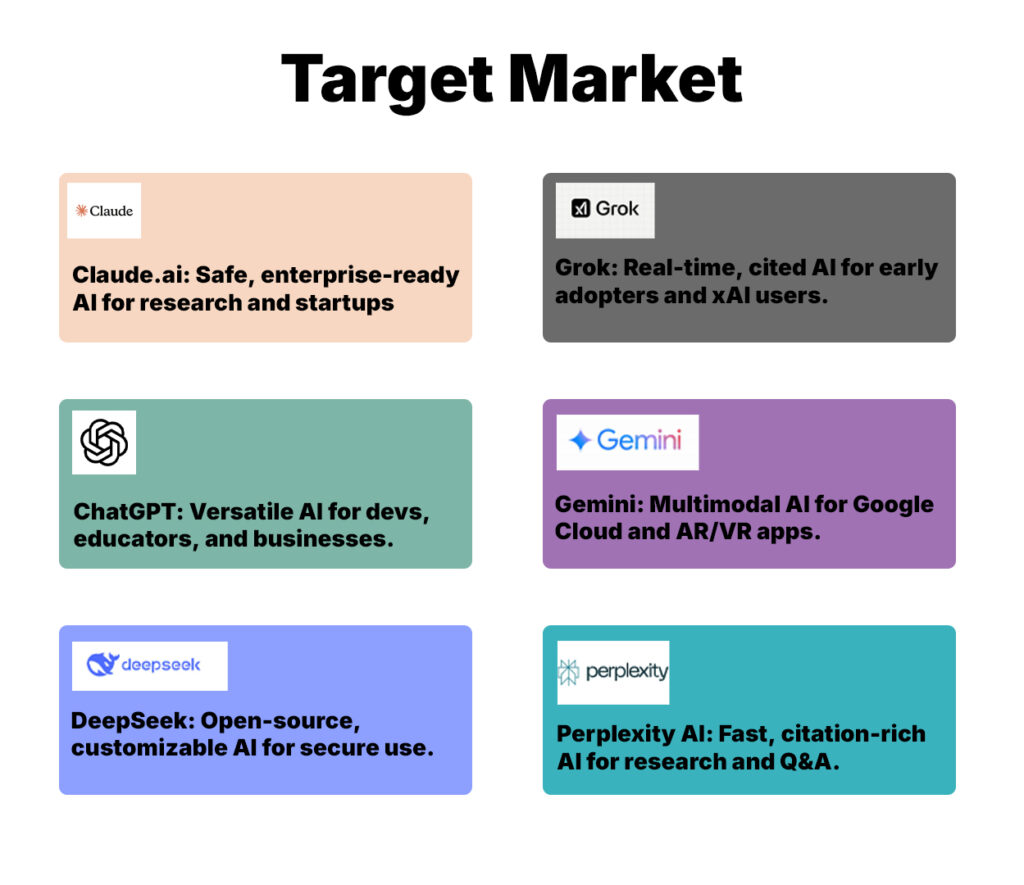 Target Market
Claude
Claude.ai: Safe, enterprise-ready
AI for research and startups
Grok
Grok: Real-time, cited AI for early
adopters and xAI users.
ChatGPT: Versatile AI for devs,
educators, and businesses.
Gemini
Gemini: Multimodal AI for Google
Cloud and AR/VR apps.
deepseek
DeepSeek: Open-source,
customizable AI for secure use.
perplexity
Perplexity AI: Fast, citation-rich
AI for research and Q&A.